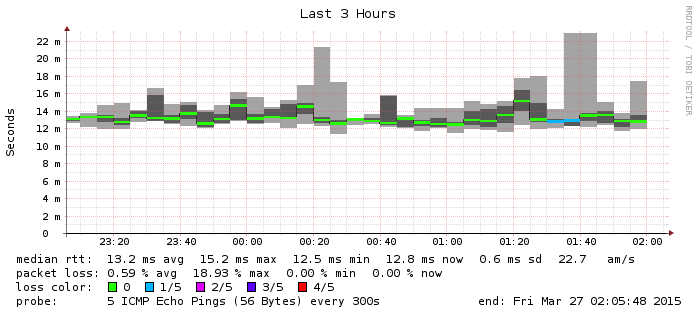 Last 3 Hours
RRDTOOL / TOBI OETIKER
Seconds
22 m
20 m
18 m
16 m
14 m
12 m
10 m
8 m
6 m
4 m
2 m
0
23:20 23:40 00:00 00:20 00:40 01:00 01:20 01:40 02:00
median rtt: 13.2 ms avg 15.2 ms max 12.5 ms min 12.8 ms now 0.6 ms sd 22.7 am/s
packet loss: 0.59 % avg 18.93 % max 0.00 % min 0.00 % now
loss color: 0 1/5 2/5 3/5 4/5
probe: 5 ICMP Echo Pings (56 Bytes) every 300s end: Fri Mar 27 02:05:48 2015